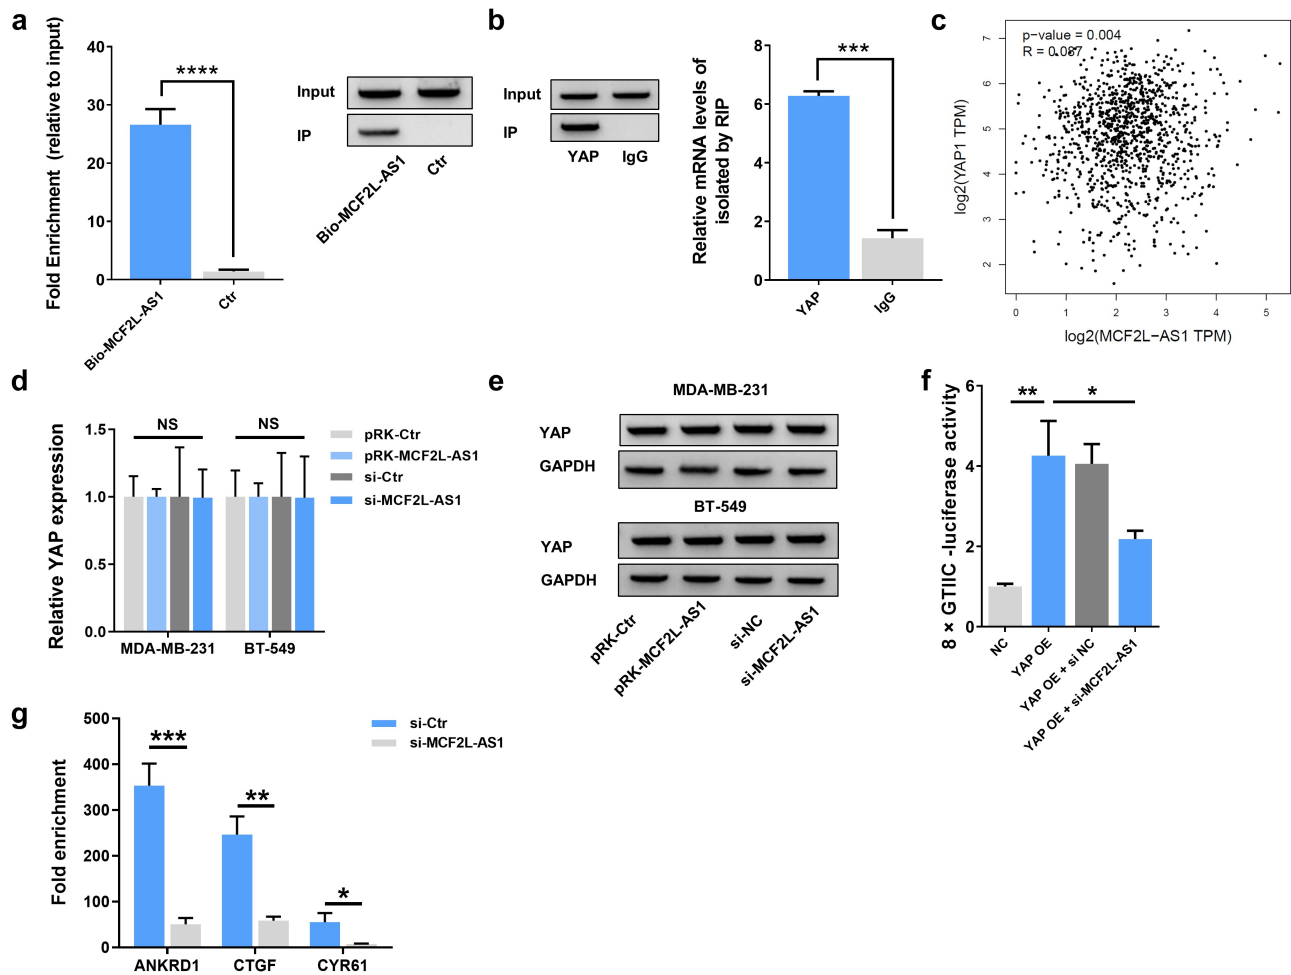 a
Fold Enrichment (relative to input)
40
30
20
10
0
****
Bio-MCF2L-AS1
Ctr
Input
IP
Bio-MCF2L-AS1
Ctr
b
Input
IP
YAP
IgG
Relative mRNA levels of
isolated by RIP
8
6
4
2
0
***
YAP
IgG
c
p-value = 0.004
R = 0.087
log2(YAP1 TPM)
7
6
5
4
3
2
0
1
2
3
4
5
log2(MCF2L−AS1 TPM)
d
Relative YAP expression
1.5
1.0
0.5
0.0
NS
NS
MDA-MB-231
BT-549
pRK-Ctr
pRK-MCF2L-AS1
si-Ctr
si-MCF2L-AS1
e
MDA-MB-231
YAP
GAPDH
BT-549
YAP
GAPDH
pRK-Ctr
pRK-MCF2L-AS1
si-NC
si-MCF2L-AS1
f
8 × GTIIC -luciferase activity
6
4
2
0
**
*
NC
YAP OE
YAP OE + si NC
YAP OE + si-MCF2L-AS1
g
Fold enrichment
500
400
300
200
100
0
***
**
*
ANKRD1
CTGF
CYR61
si-Ctr
si-MCF2L-AS1